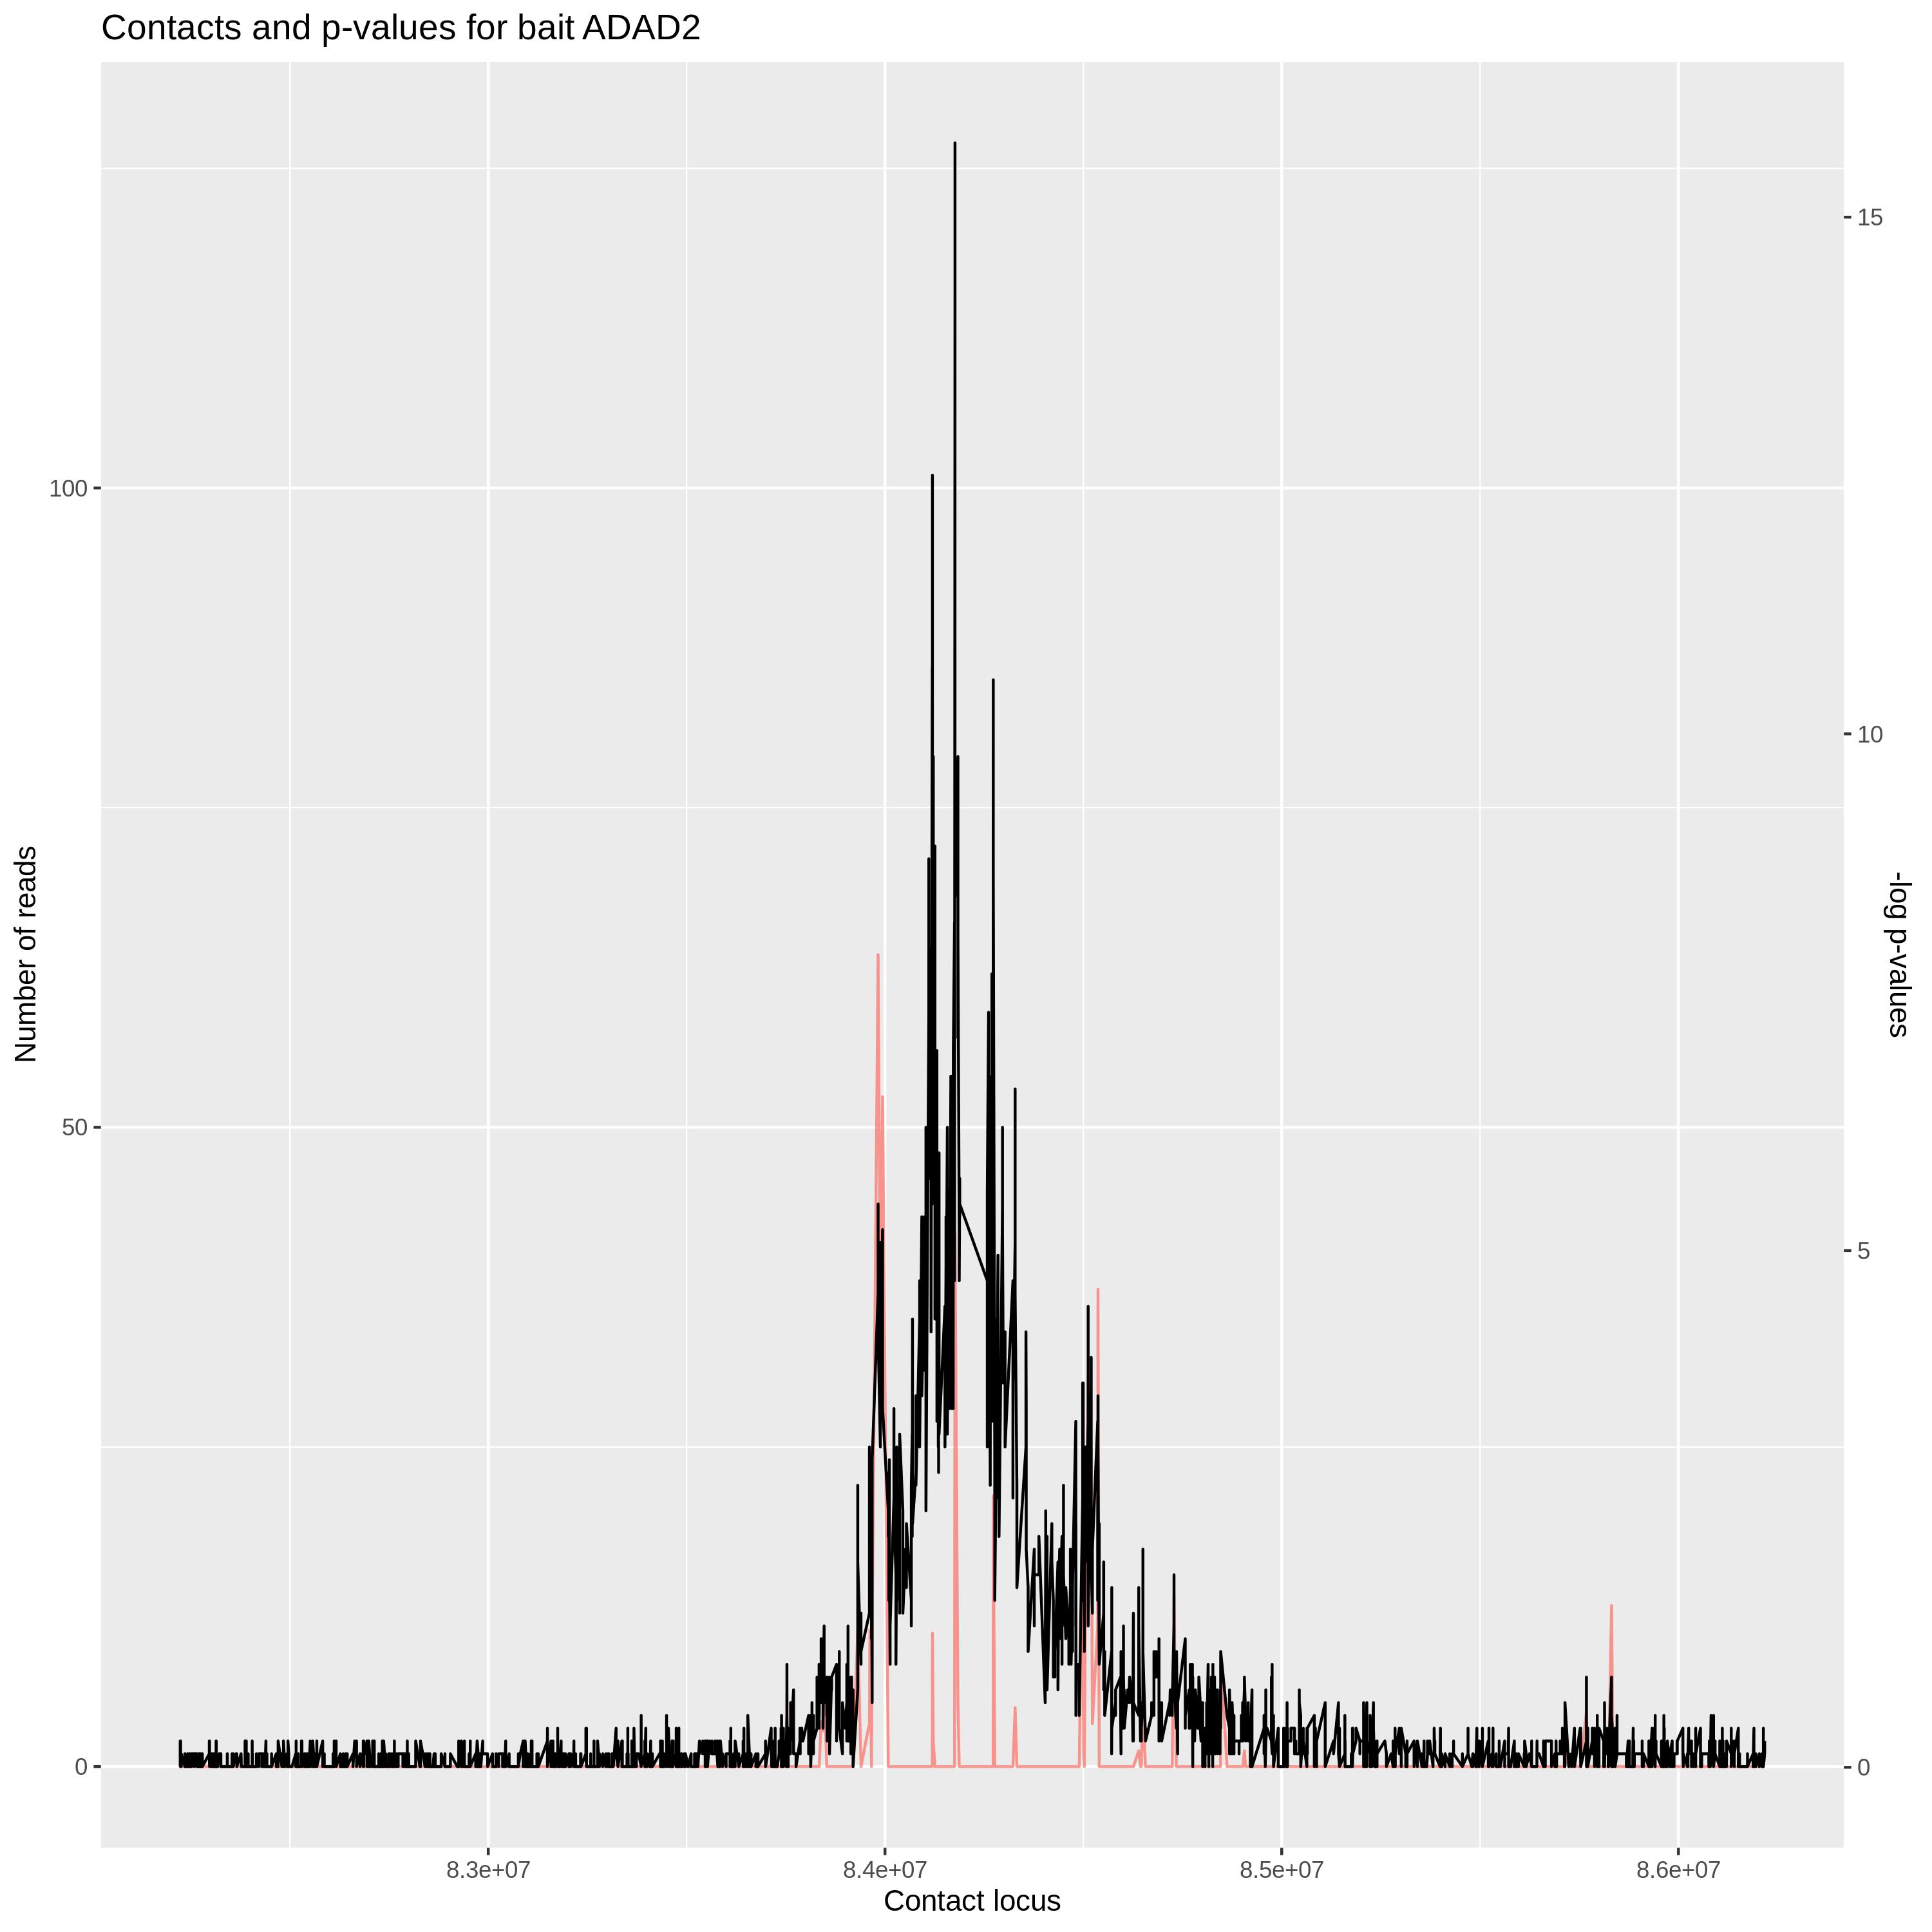 Contacts and p-values for bait ADAD2
15
100
10
Number of reads
-log p-values
50
5
0
0
8.3e+07
8.4e+07
8.5e+07
8.6e+07
Contact locus